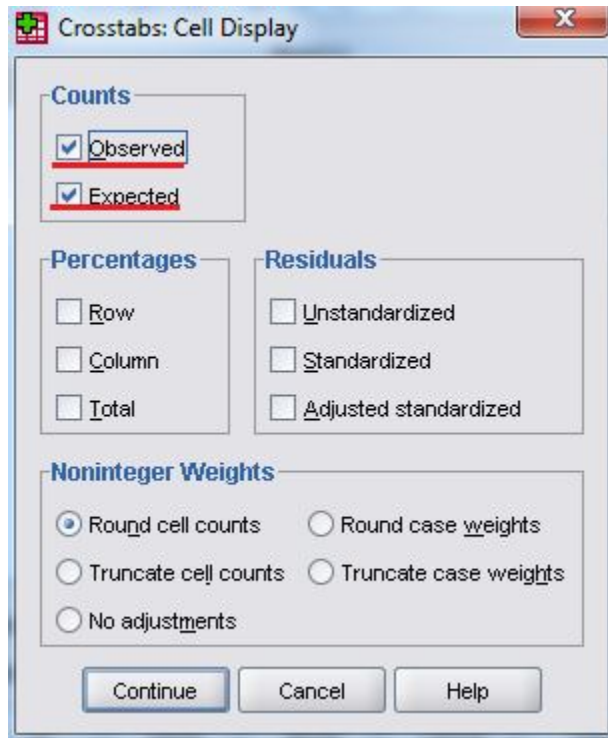 Crosstabs: Cell Display
Counts
Observed
Expected
Percentages
Row
Column
Total
Residuals
Unstandardized
Standardized
Adjusted standardized
Noninteger Weights
Round cell counts
Round case weights
Truncate cell counts
Truncate case weights
No adjustments
Continue
Cancel
Help